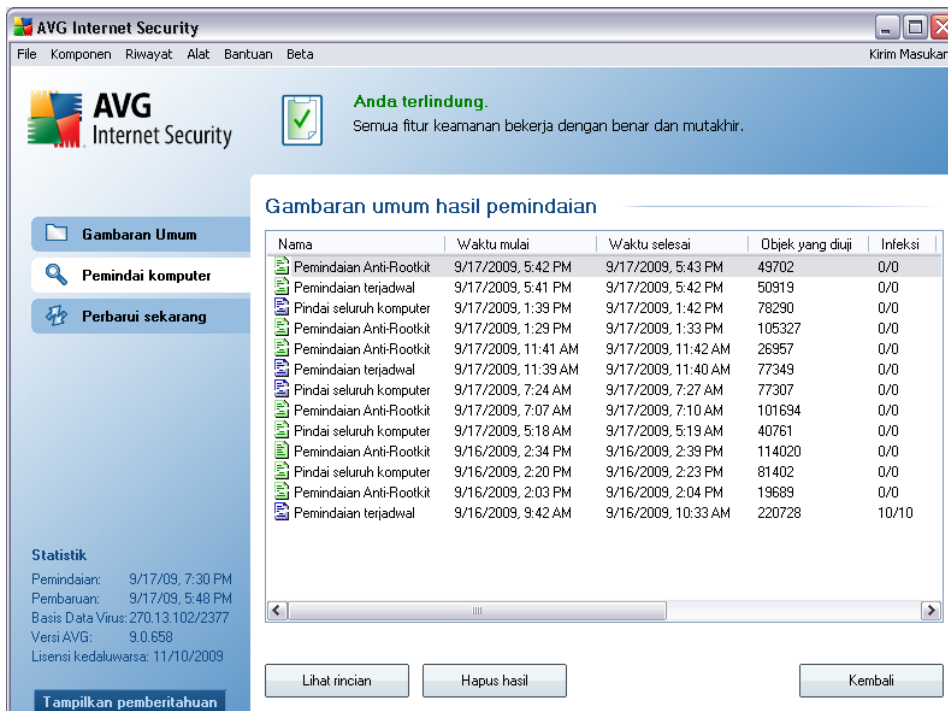 AVG Internet Security
File Komponen Riwayat Alat Bantuan Beta Kirim Masukan
AVG
Internet Security
Anda terlindung.
Semua fitur keamanan bekerja dengan benar dan mutakhir.
Gambaran Umum
Pemindai komputer
Perbarui sekarang
Gambaran umum hasil pemindaian
Nama Waktu mulai Waktu selesai Objek yang diuji Infeksi
Pemindaian Anti-Rootkit 9/17/2009, 5:42 PM 9/17/2009, 5:43 PM 49702 0/0
Pemindaian terjadwal 9/17/2009, 5:41 PM 9/17/2009, 5:42 PM 50919 0/0
Pindai seluruh komputer 9/17/2009, 1:39 PM 9/17/2009, 1:42 PM 78290 0/0
Pemindaian Anti-Rootkit 9/17/2009, 1:29 PM 9/17/2009, 1:33 PM 105327 0/0
Pemindaian Anti-Rootkit 9/17/2009, 11:41 AM 9/17/2009, 11:42 AM 26957 0/0
Pemindaian terjadwal 9/17/2009, 11:39 AM 9/17/2009, 11:40 AM 77349 0/0
Pindai seluruh komputer 9/17/2009, 7:24 AM 9/17/2009, 7:27 AM 77307 0/0
Pemindaian Anti-Rootkit 9/17/2009, 7:07 AM 9/17/2009, 7:10 AM 101694 0/0
Pindai seluruh komputer 9/17/2009, 5:18 AM 9/17/2009, 5:19 AM 40761 0/0
Pemindaian Anti-Rootkit 9/16/2009, 2:34 PM 9/16/2009, 2:39 PM 114020 0/0
Pindai seluruh komputer 9/16/2009, 2:20 PM 9/16/2009, 2:23 PM 81402 0/0
Pemindaian Anti-Rootkit 9/16/2009, 2:03 PM 9/16/2009, 2:04 PM 19689 0/0
Pemindaian terjadwal 9/16/2009, 9:42 AM 9/16/2009, 10:33 AM 220728 10/10
Statistik
Pemindaian: 9/17/09, 7:30 PM
Pembaruan: 9/17/09, 5:48 PM
Basis Data Virus: 270.13.102/2377
Versi AVG: 9.0.658
Lisensi kedaluwarsa: 11/10/2009
Tampilkan pemberitahuan
Lihat rincian Hapus hasil Kembali